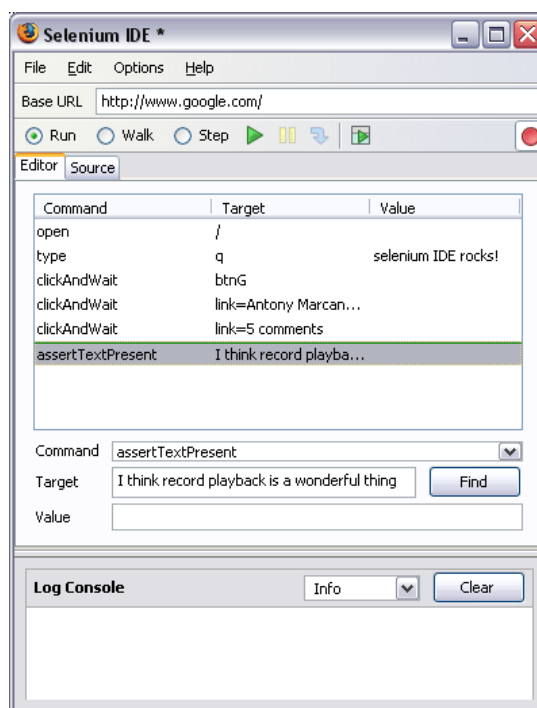 Selenium IDE *
File Edit Options Help
Base URL http://www.google.com/
Run Walk Step
Editor Source
Command Target Value
open /
type q selenium IDE rocks!
clickAndWait btnG
clickAndWait link=Antony Marcan...
clickAndWait link=5 comments
assertTextPresent I think record playba...
Command assertTextPresent
Target I think record playback is a wonderful thing Find
Value
Log Console Info Clear